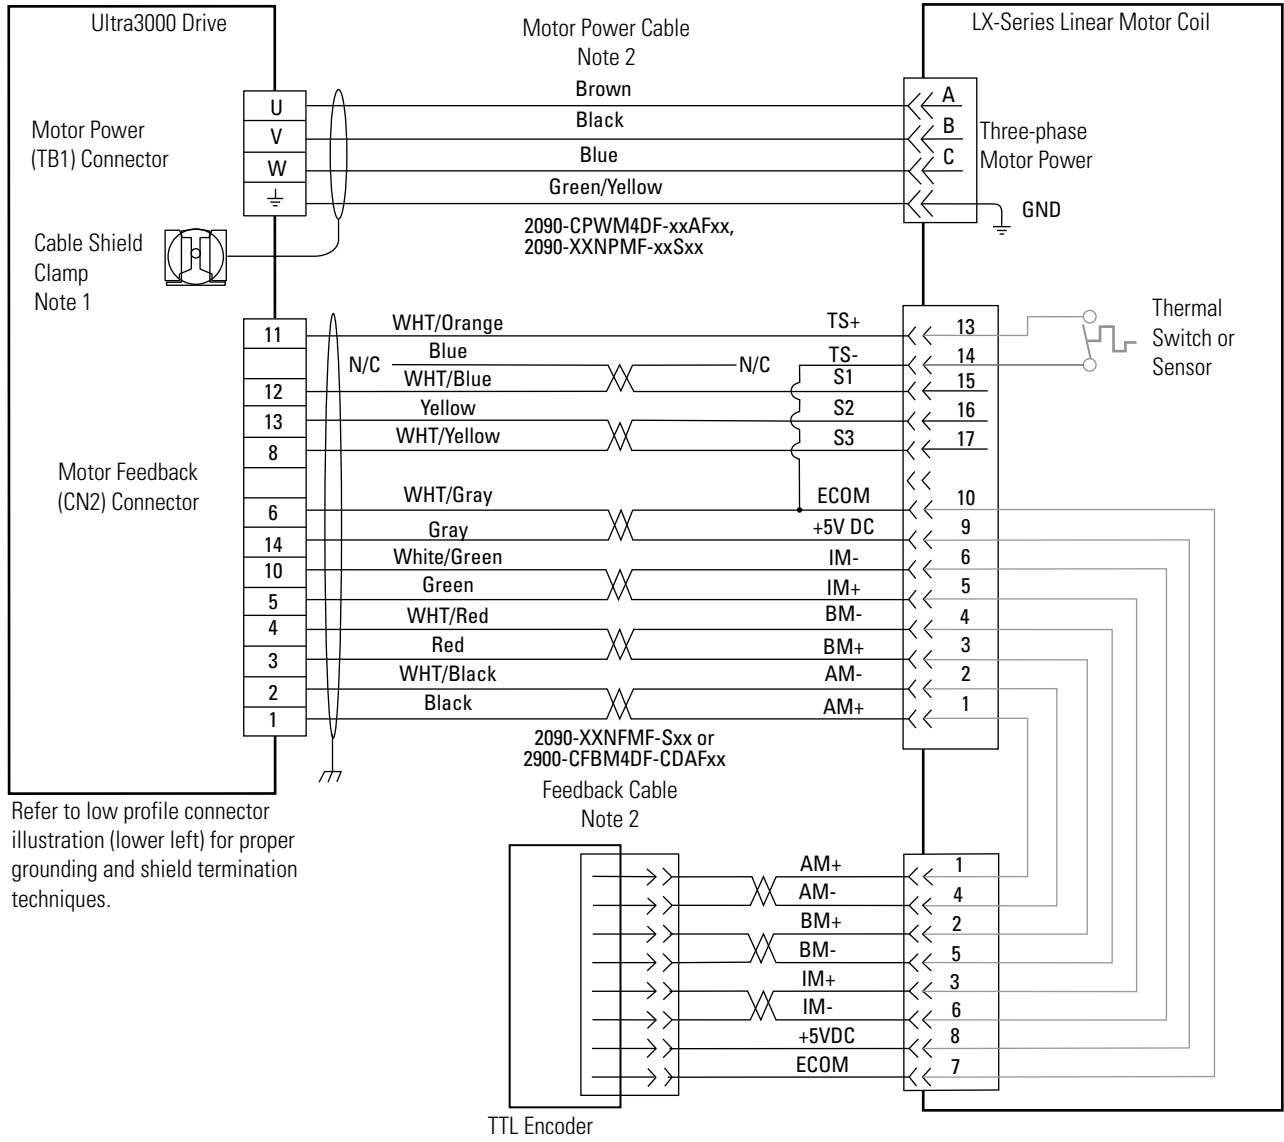 Ultra3000 Drive
Motor Power Cable
Note 2
LX-Series Linear Motor Coil
Motor Power
(TB1) Connector
U
V
W
Brown
Black
Blue
Green/Yellow
A
B
C
Three-phase
Motor Power
GND
2090-CPWM4DF-xxAFxx,
2090-XXNPMF-xxSxx
Cable Shield
Clamp
Note 1
11 WHT/Orange TS+ 13
N/C Blue N/C TS- 14
12 WHT/Blue S1 15
13 Yellow S2 16
8 WHT/Yellow S3 17
Thermal
Switch or
Sensor
Motor Feedback
(CN2) Connector
6 WHT/Gray ECOM 10
14 Gray +5V DC 9
10 White/Green IM- 6
5 Green IM+ 5
4 WHT/Red BM- 4
3 Red BM+ 3
2 WHT/Black AM- 2
1 Black AM+ 1
2090-XXNFMF-Sxx or
2900-CFBM4DF-CDAFxx
Feedback Cable
Note 2
Refer to low profile connector
illustration (lower left) for proper
grounding and shield termination
techniques.
AM+ 1
AM- 4
BM+ 2
BM- 5
IM+ 3
IM- 6
+5VDC 8
ECOM 7
TTL Encoder